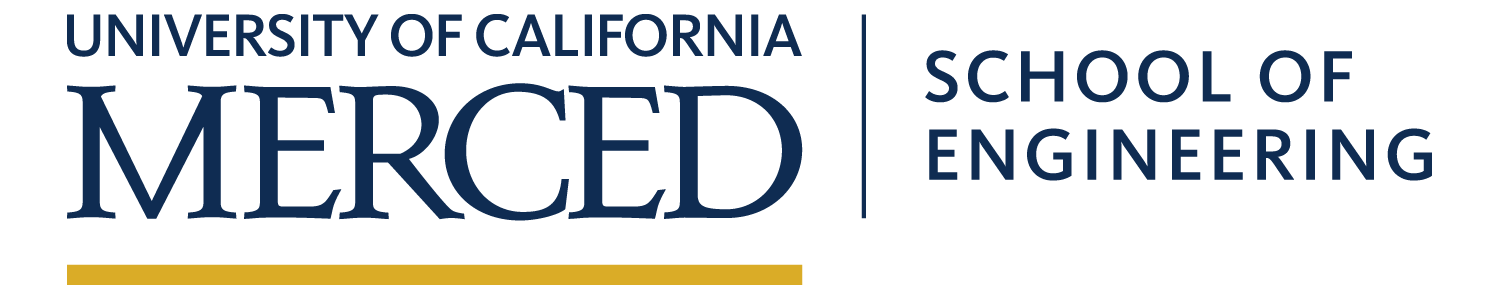 UNIVERSITY OF CALIFORNIA
MERCED
SCHOOL OF
ENGINEERING